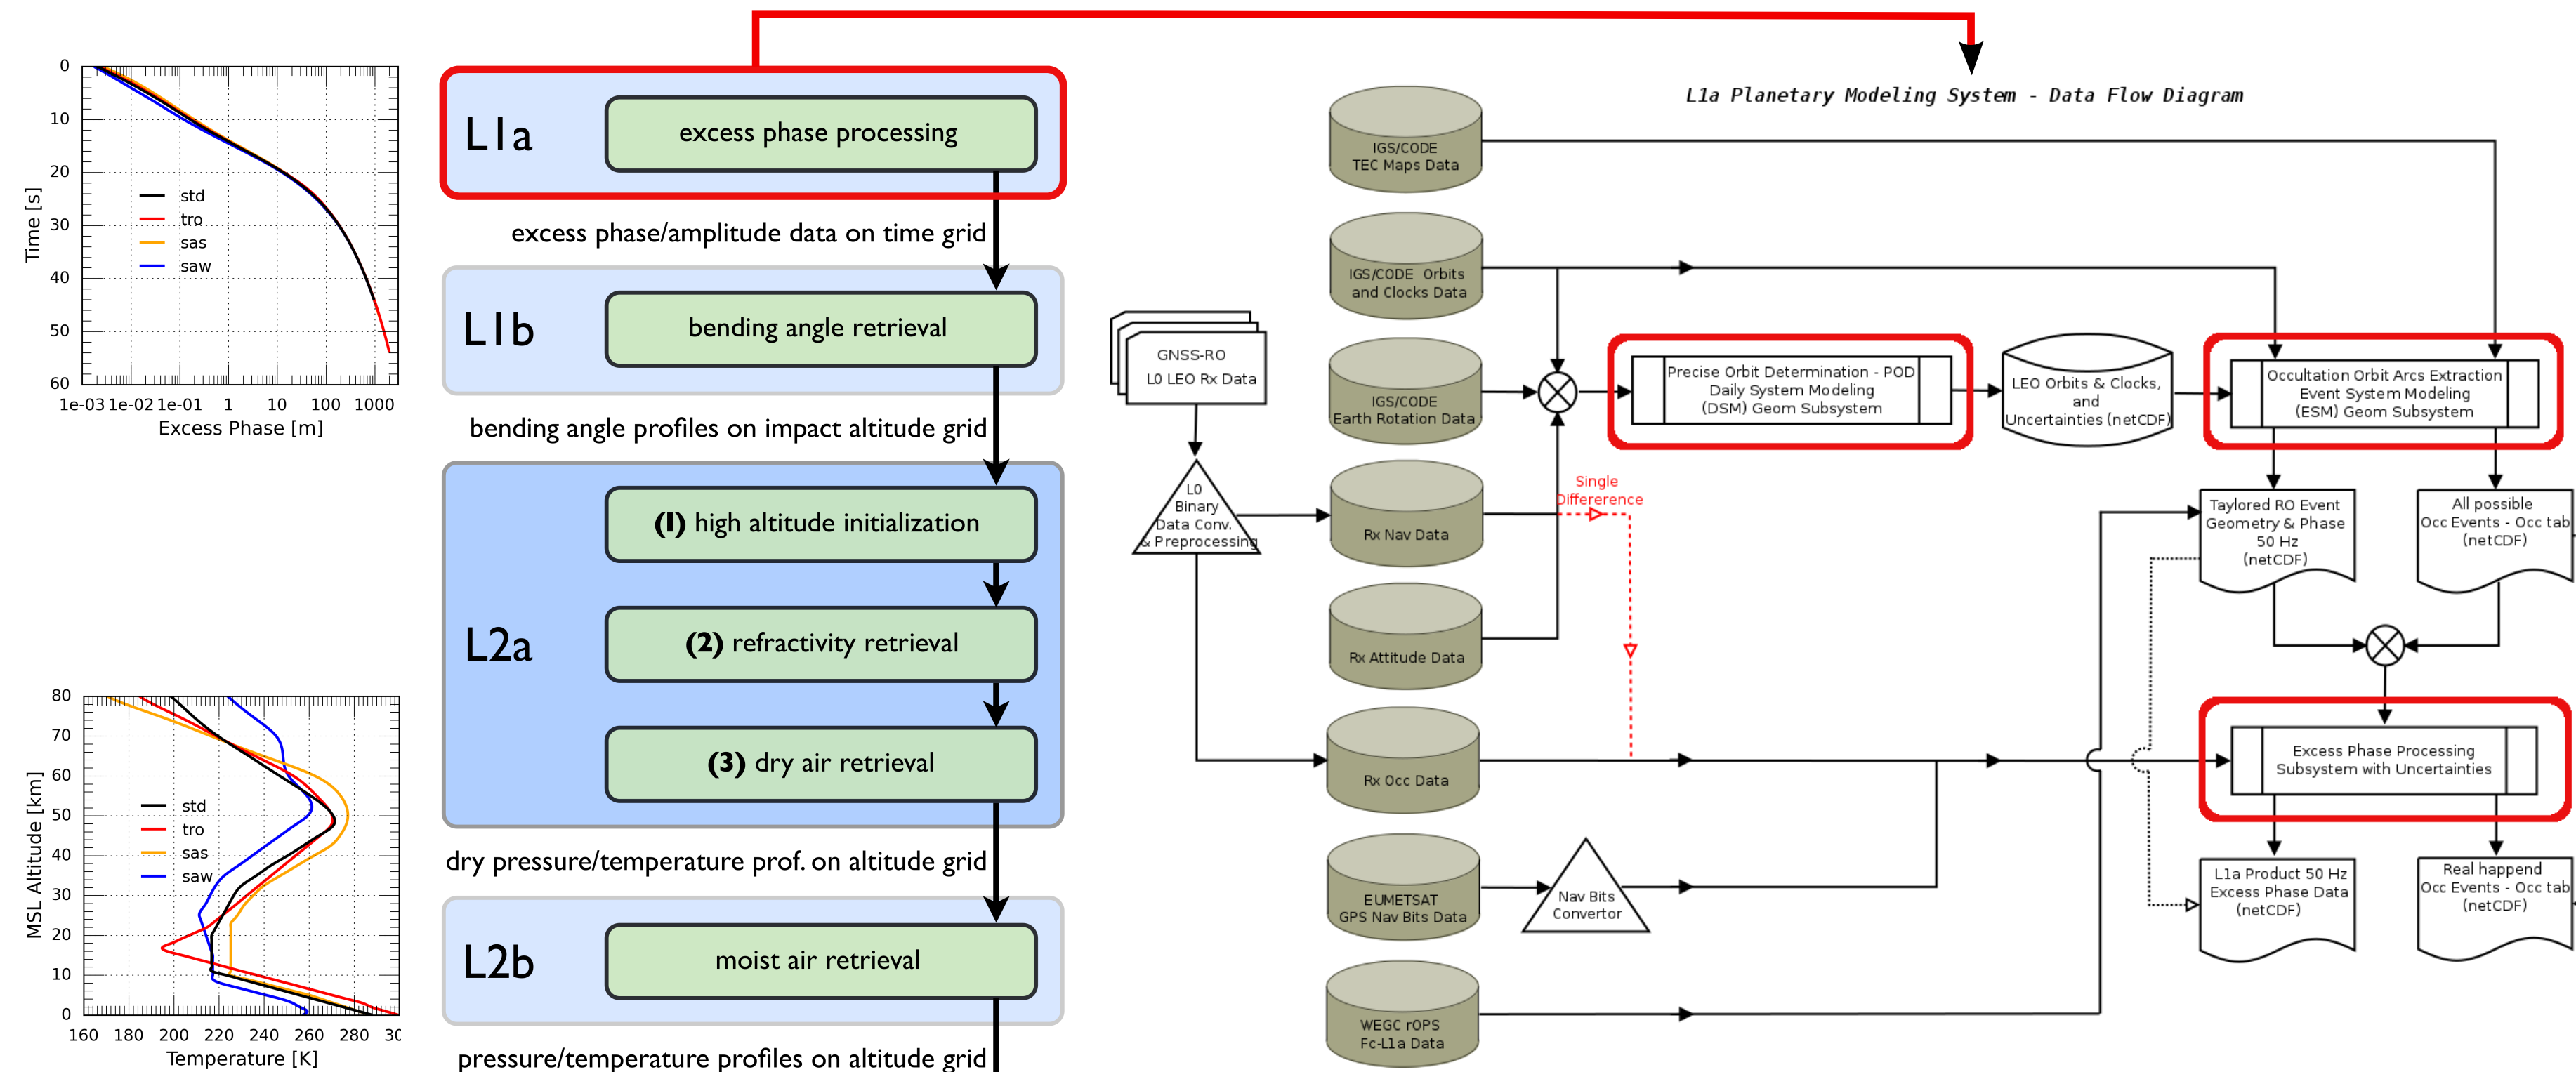 0
10
20
30
40
50
60
Time [s]
std
tro
sas
saw
1e-03 1e-02 1e-01 1 10 100 1000
Excess Phase [m]
80
70
60
50
40
30
20
10
0
MSL Altitude [km]
std
tro
sas
saw
160 180 200 220 240 260 280 30
Temperature [K]
L1a
excess phase processing
excess phase/amplitude data on time grid
L1b
bending angle retrieval
bending angle profiles on impact altitude grid
L2a
(1) high altitude initialization
(2) refractivity retrieval
(3) dry air retrieval
dry pressure/temperature prof. on altitude grid
L2b
moist air retrieval
pressure/temperature profiles on altitude grid
L1a Planetary Modeling System - Data Flow Diagram
IGS/CODE
TEC Maps Data
IGS/CODE Orbits
and Clocks Data
GNSS-RO
L0 LEO Rx Data
IGS/CODE
Earth Rotation Data
Precise Orbit Determination - POD
Daily System Modeling
(DSM) Geom Subsystem
LEO Orbits & Clocks,
and
Uncertainties (netCDF)
Occultation Orbit Arcs Extraction
Event System Modeling
(ESM) Geom Subsystem
L0
Binary
Data Conv.
& Preprocessing
Rx Nav Data
Single
Differerence
Taylored RO Event
Geometry & Phase
50 Hz
(netCDF)
All possible
Occ Events - Occ tab
(netCDF)
Rx Attitude Data
Rx Occ Data
Excess Phase Processing
Subsystem with Uncertainties
EUMETSAT
GPS Nav Bits Data
Nav Bits
Convertor
L1a Product 50 Hz
Excess Phase Data
(netCDF)
Real happend
Occ Events - Occ tab
(netCDF)
WEGC rOPS
Fc-L1a Data